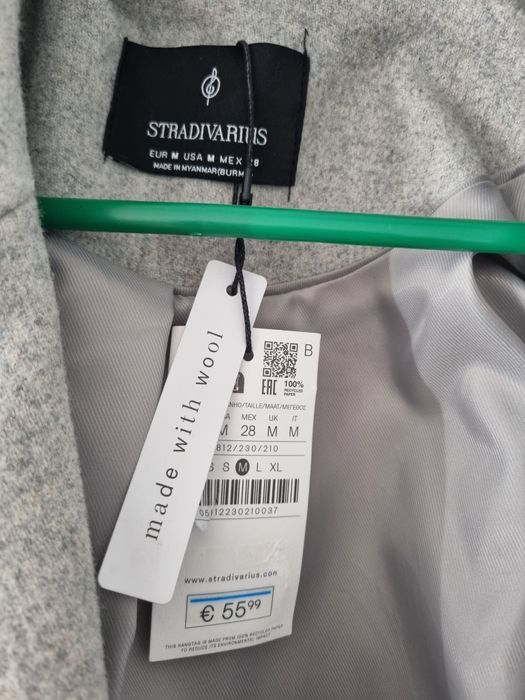 STRADIVARIUS
EUR M USA M MEX 28
MADE IN MYANMAR(BURMA
made with wool
B
EAC 100%
RECYCLED
PAPER
NHO/TAILLE/MAAT/ΜΕΓΕΘΟΣ
A MEX UK IT
M 28 M M
812/230/210
S S M L XL
12230210037
www.stradivarius.com
€ 55⁹⁹
THIS HANGTAG IS MADE FROM 100% RECYCLED PAPER
TO REDUCE ITS ENVIRONMENTAL IMPACT